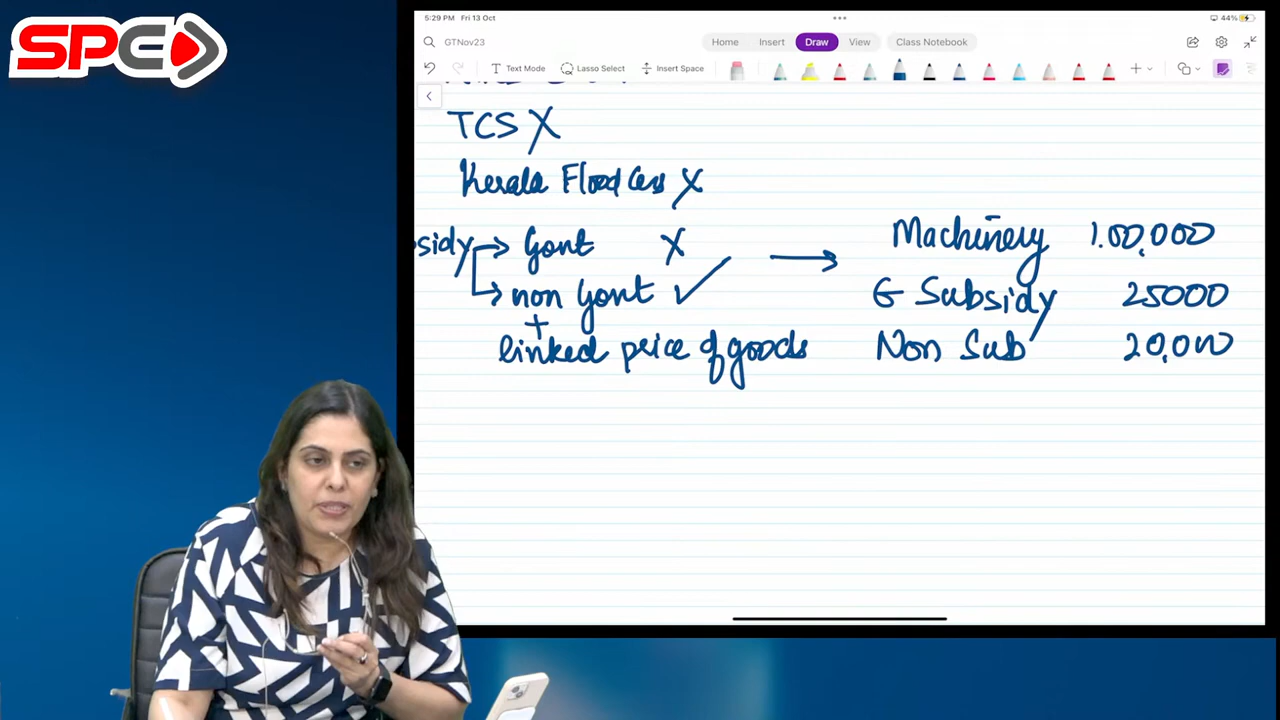 SPC
5:29 PM Fri 13 Oct
44%
GTNov23
Home Insert Draw View Class Notebook
Text Mode Lasso Select Insert Space
TCS X
Kerala Flood Cess X
sidy → Govt X
→ non Govt ✓
+
linked price of goods
→ Machinery 1,00,000
G Subsidy 25000
Non Sub 20,000